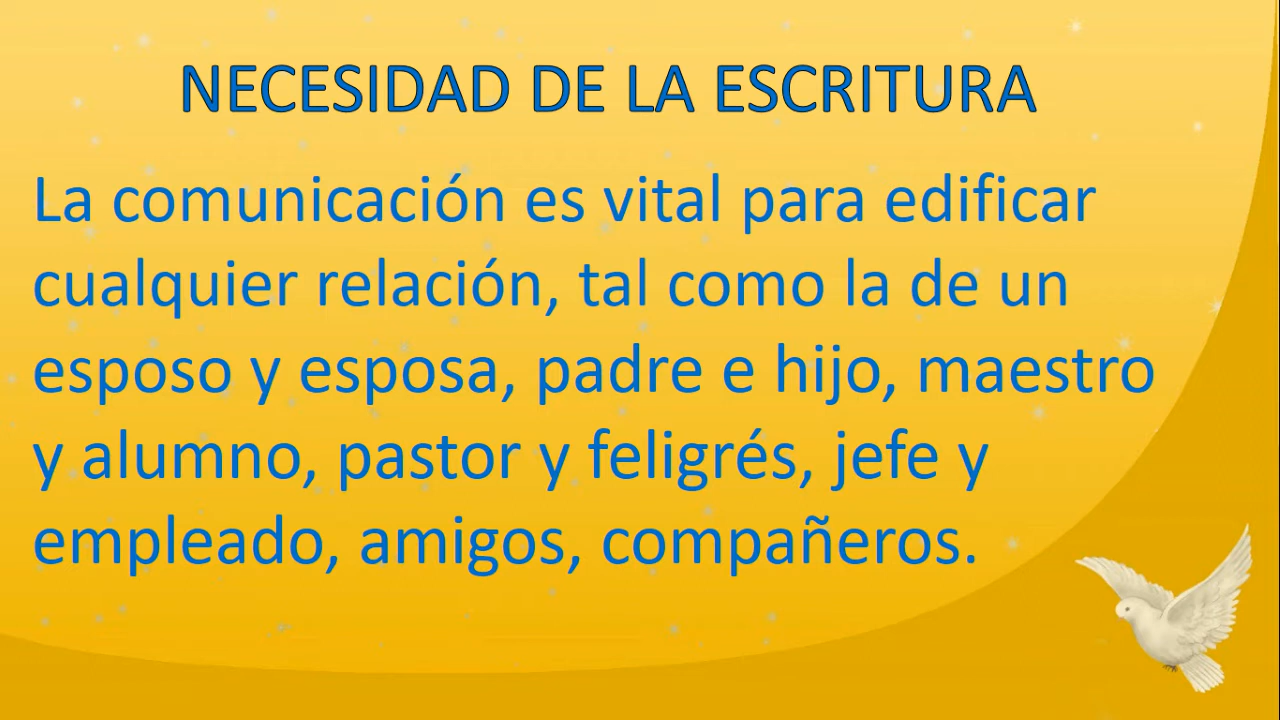 NECESIDAD DE LA ESCRITURA
La comunicación es vital para edificar
cualquier relación, tal como la de un
esposo y esposa, padre e hijo, maestro
y alumno, pastor y feligrés, jefe y
empleado, amigos, compañeros.